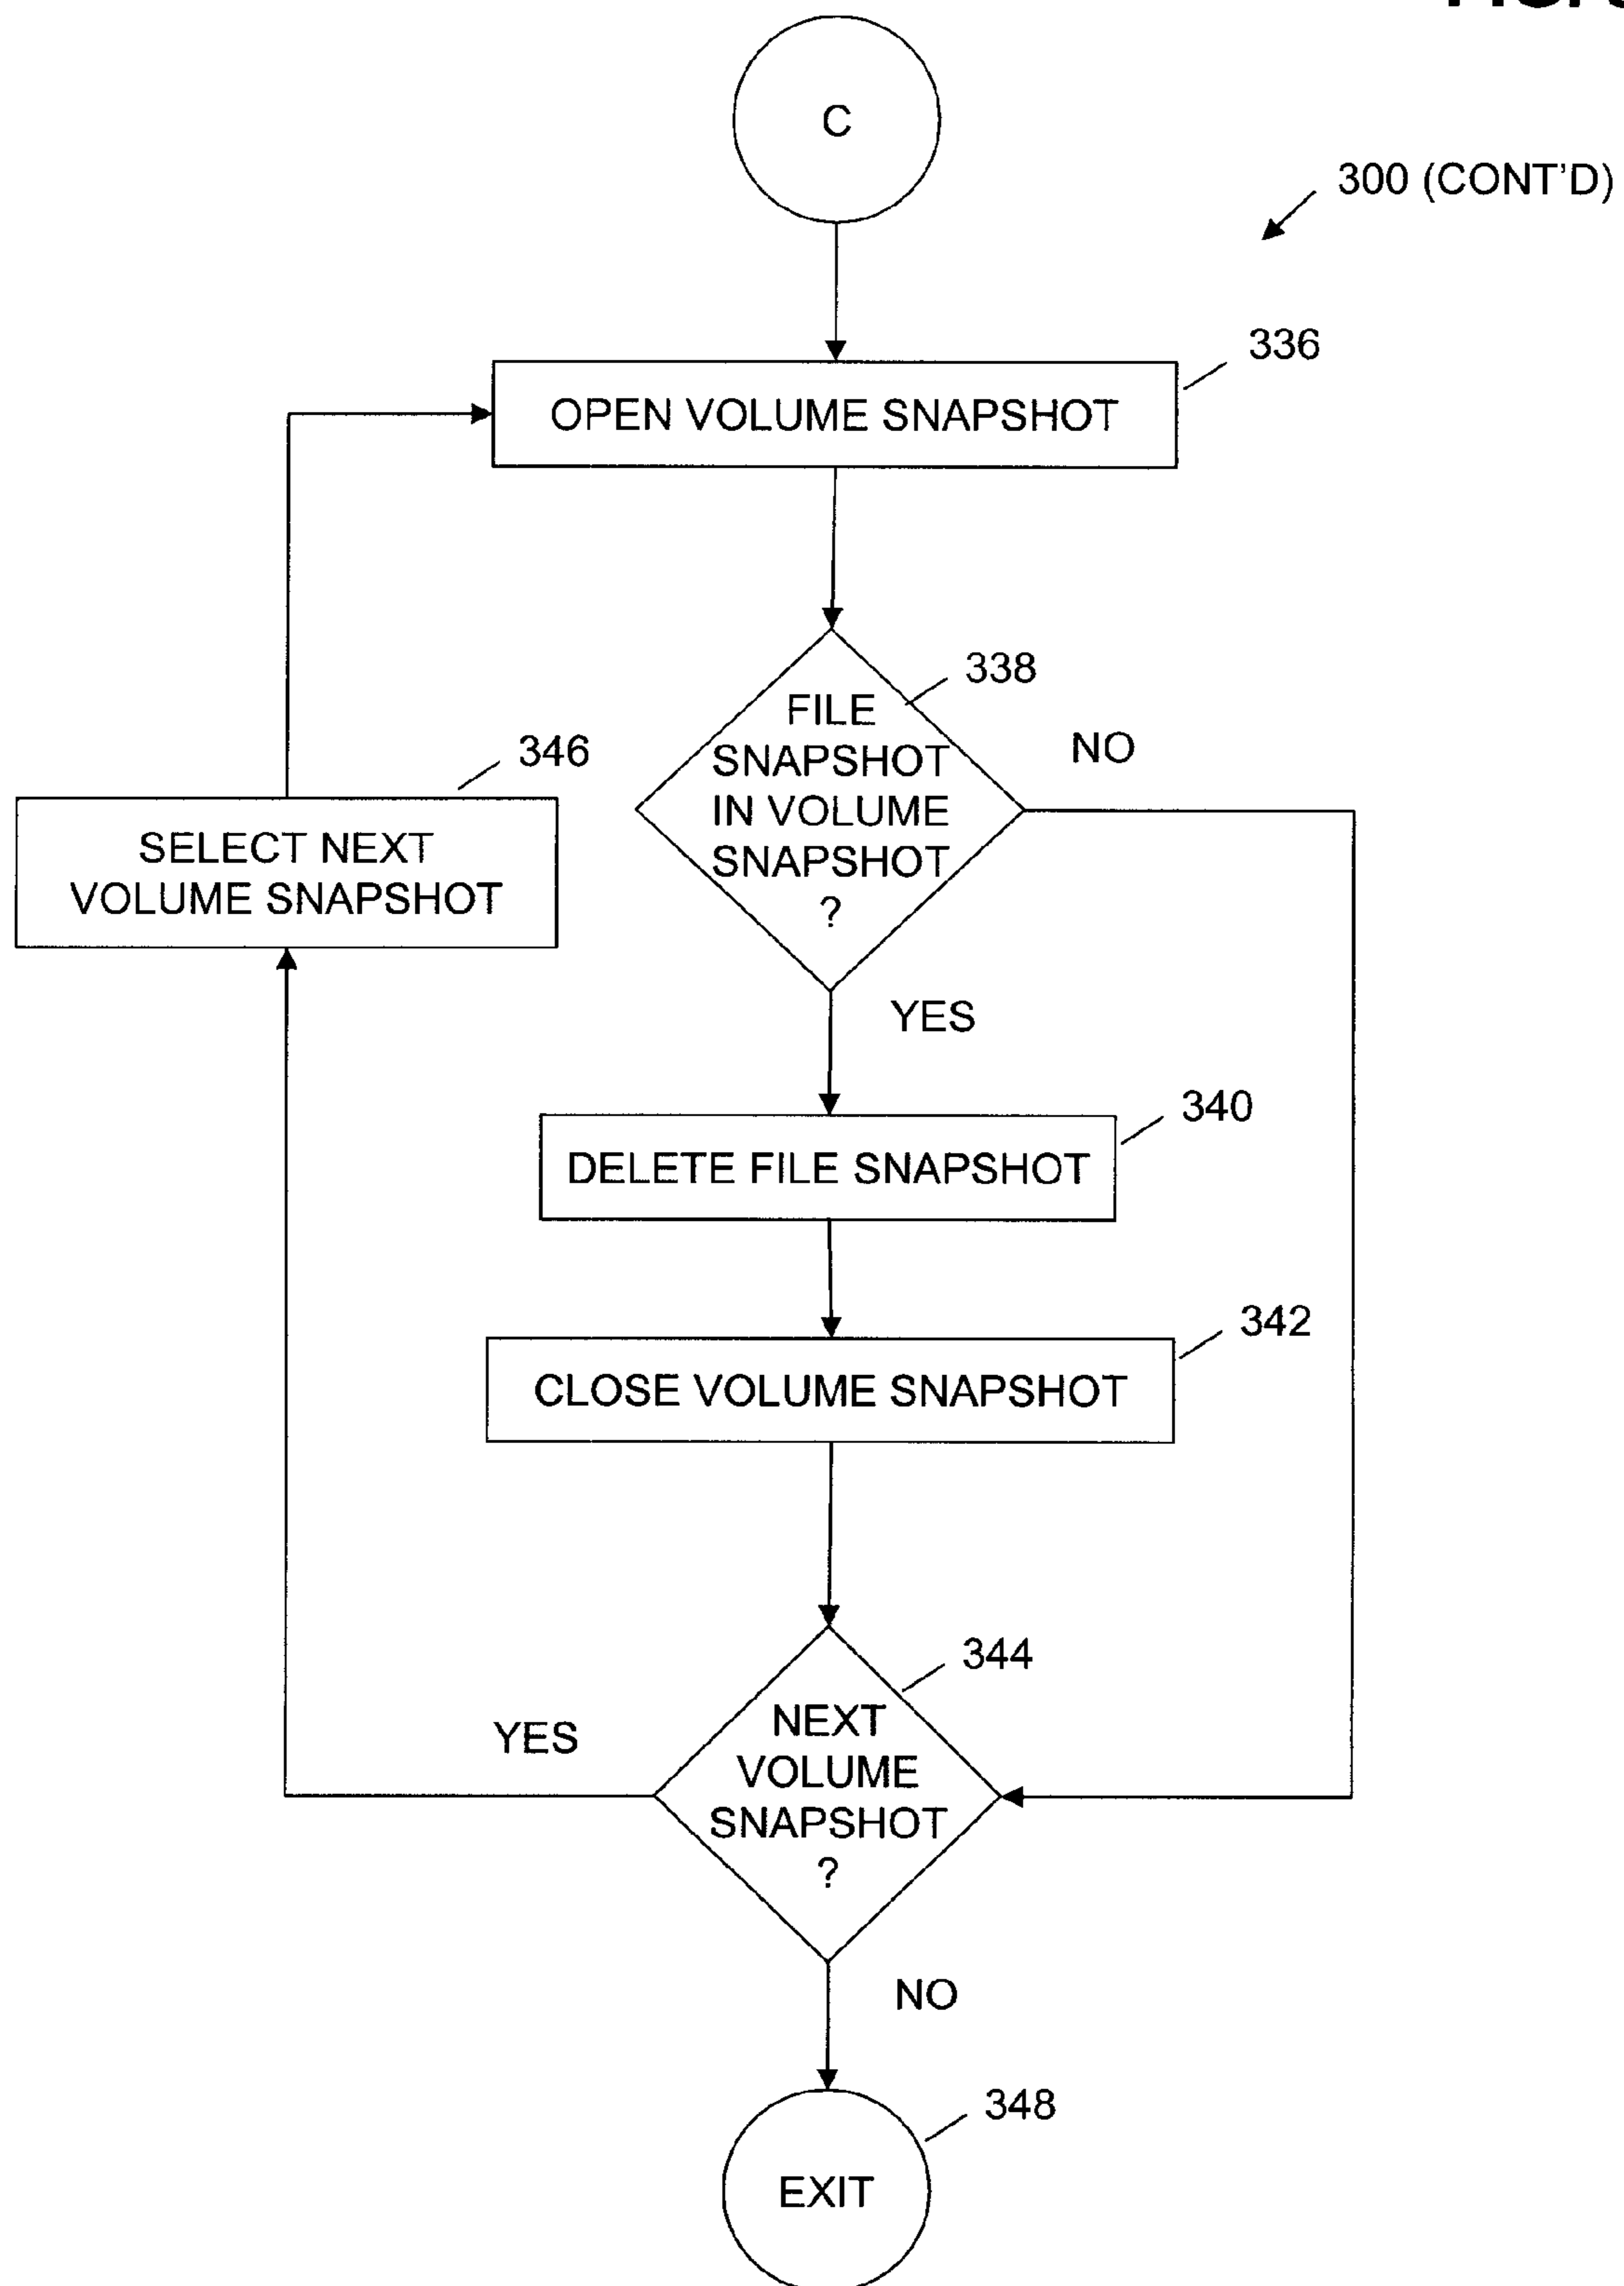 C
300 (CONT'D)
336
OPEN VOLUME SNAPSHOT
338
FILE
SNAPSHOT
IN VOLUME
SNAPSHOT
?
NO
346
SELECT NEXT
VOLUME SNAPSHOT
YES
340
DELETE FILE SNAPSHOT
342
CLOSE VOLUME SNAPSHOT
344
NEXT
VOLUME
SNAPSHOT
?
YES
NO
348
EXIT